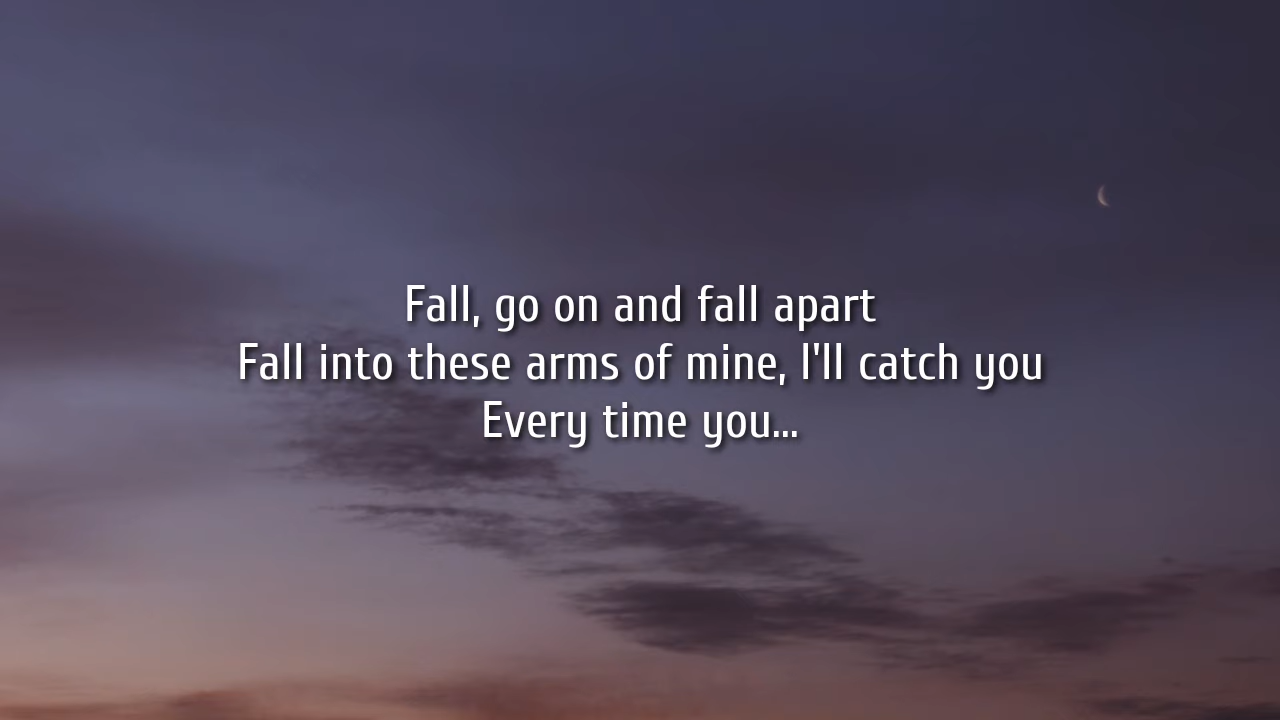 Fall, go on and fall apart
Fall into these arms of mine, I'll catch you
Every time you...